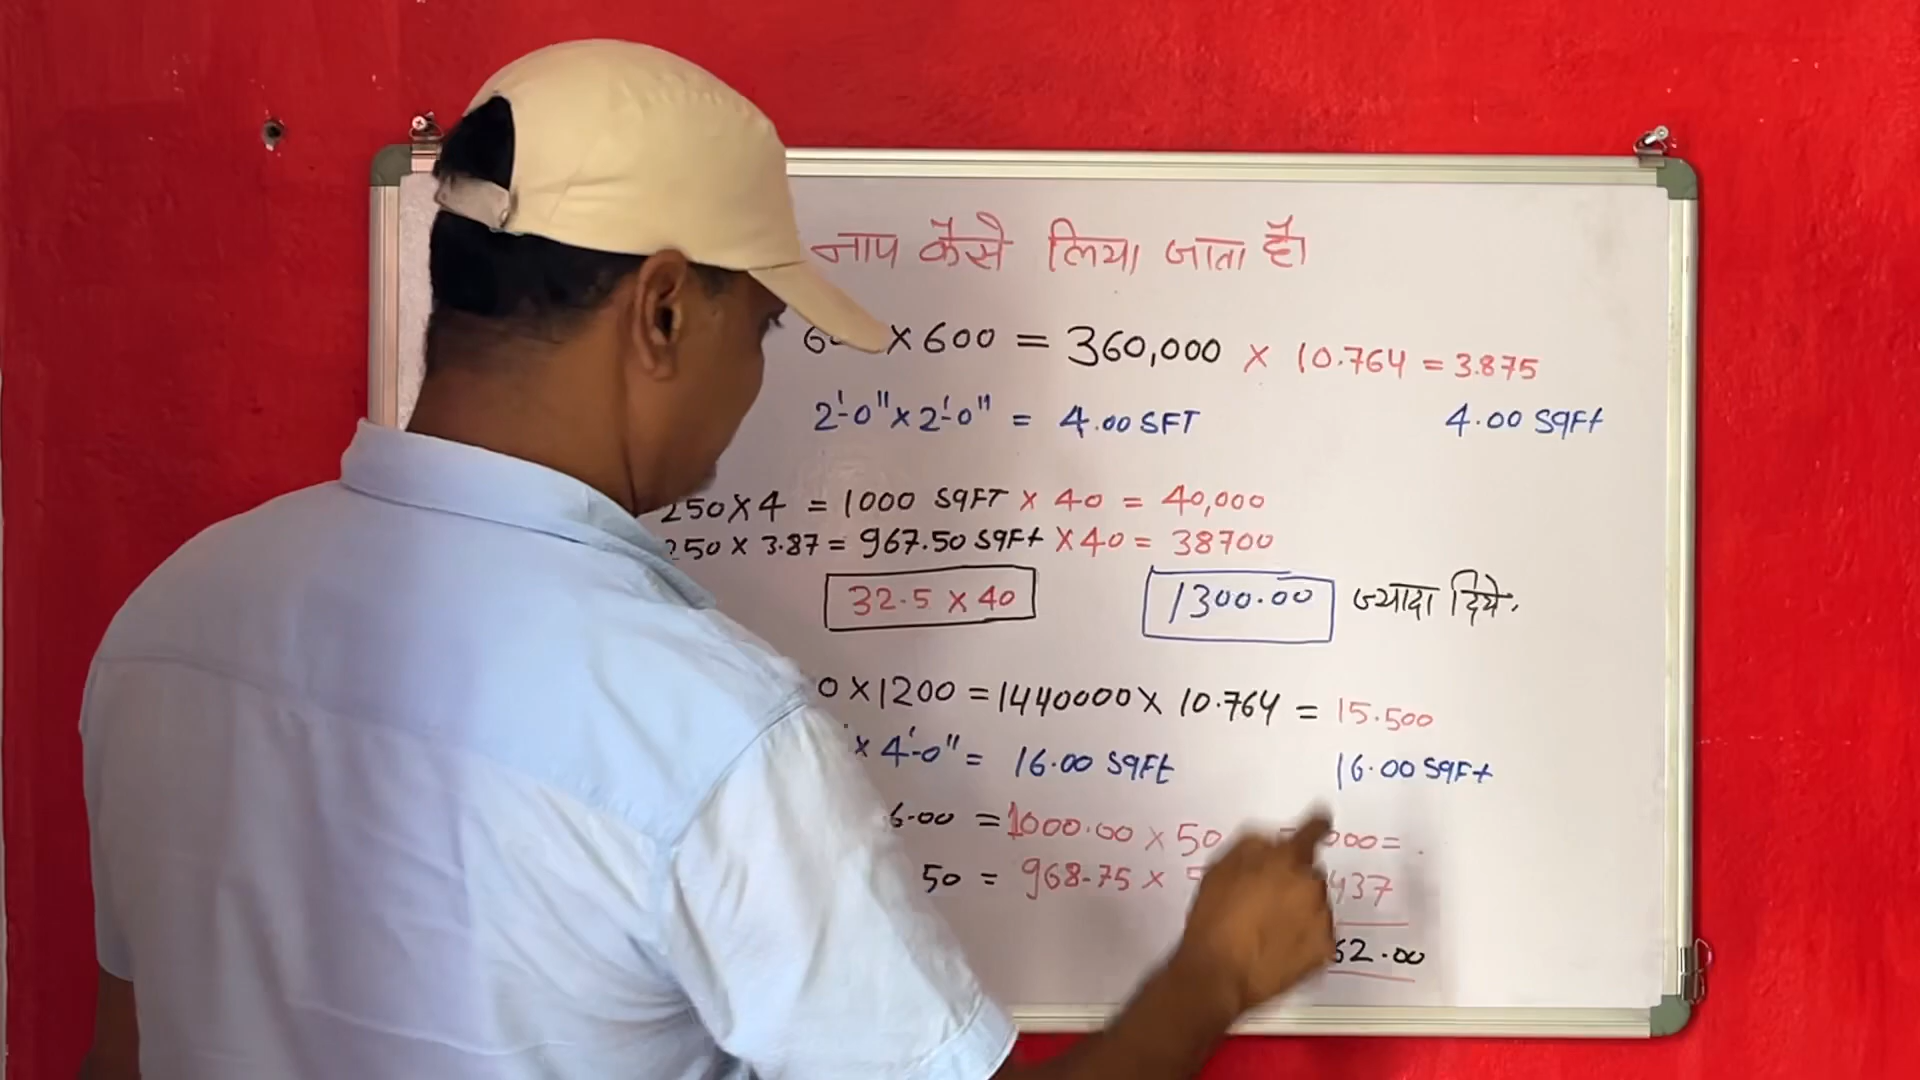 नाप कैसे लिया जाता है।
x 600 = 360,000 x 10.764 = 3.875
2'-0" x 2'-0" = 4.00 SFT 4.00 SqFt
250 x 4 = 1000 SqFT x 40 = 40,000
250 x 3.87 = 967.50 SqFt x 40 = 38700
32.5 x 40 1300.00 ज्यादा दिये.
0 x 1200 = 1440000 x 10.764 = 15.500
x 4'-0" = 16.00 SqFt 16.00 SqFt
6.00 = 1000.00 x 50 000=
50 = 968.75 x 437
62.00